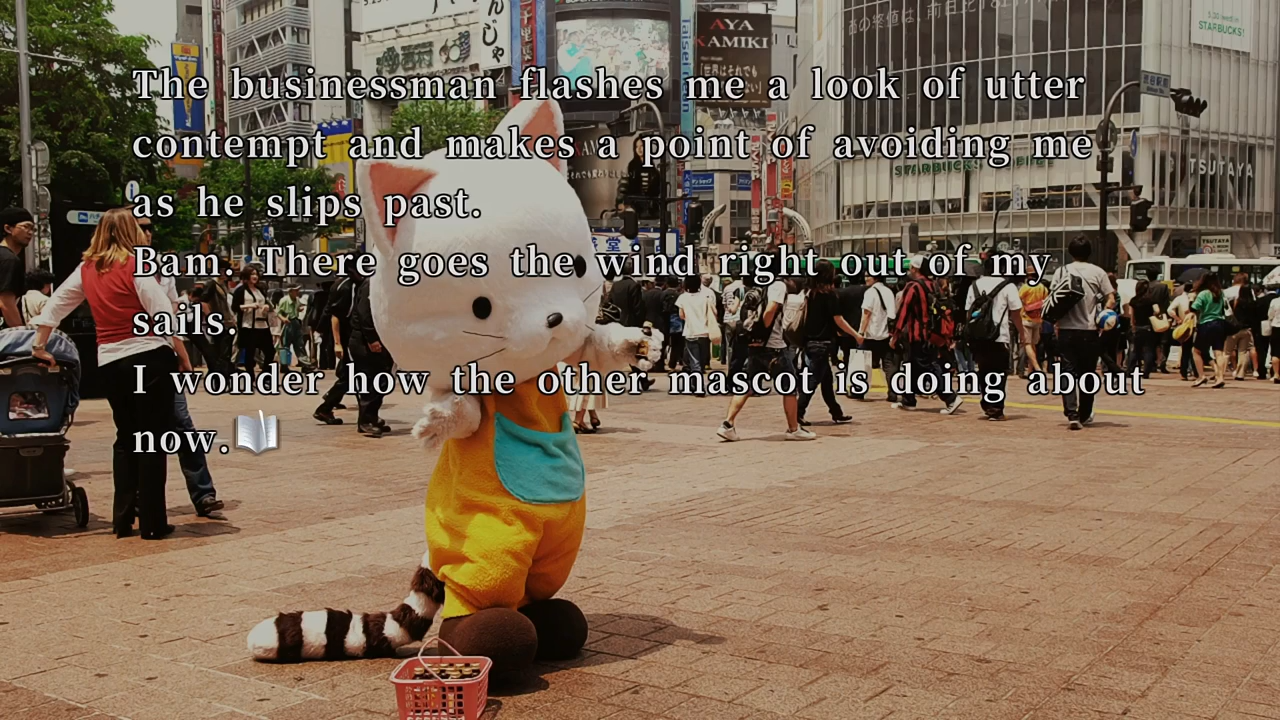 The businessman flashes me a look of utter
contempt and makes a point of avoiding me
as he slips past.
Bam. There goes the wind right out of my
sails.
I wonder how the other mascot is doing about
now.
AYA
KAMIKI
STARBUCKS
TSUTAYA
TSUTAYA